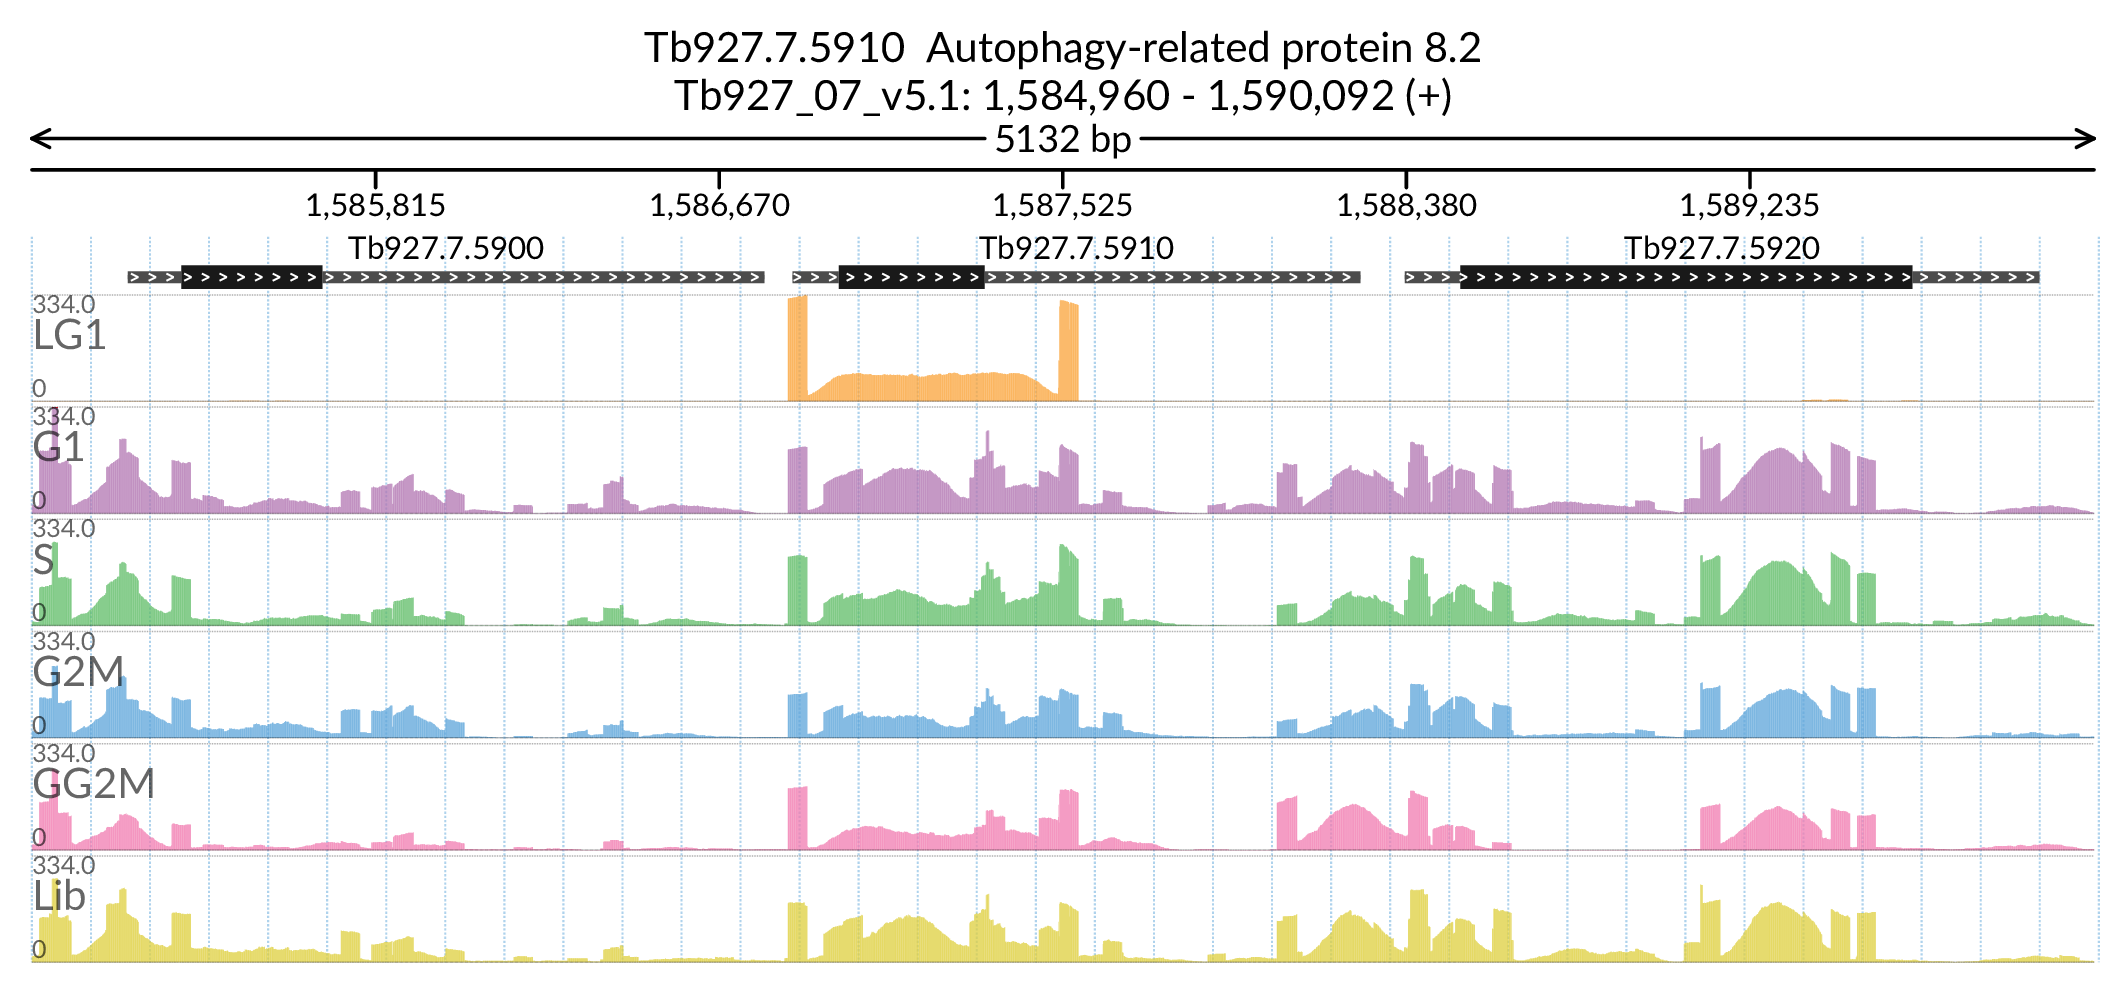 Tb927.7.5910  Autophagy-related protein 8.2
Tb927_07_v5.1: 1,584,960 - 1,590,092 (+)
5132 bp
1,585,815 1,586,670 1,587,525 1,588,380 1,589,235
Tb927.7.5900 Tb927.7.5910 Tb927.7.5920
334.0
LG1
0
334.0
G1
0
334.0
S
0
334.0
G2M
0
334.0
GG2M
0
334.0
Lib
0